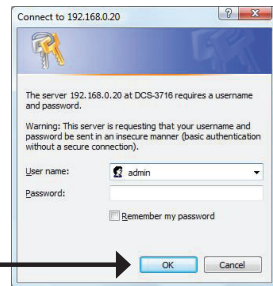 Connect to 192.168.0.20
The server 192.168.0.20 at DCS-3716 requires a username
and password.
Warning: This server is requesting that your username and
password be sent in an insecure manner (basic authentication
without a secure connection).
User name:
admin
Password:
Remember my password
OK
Cancel